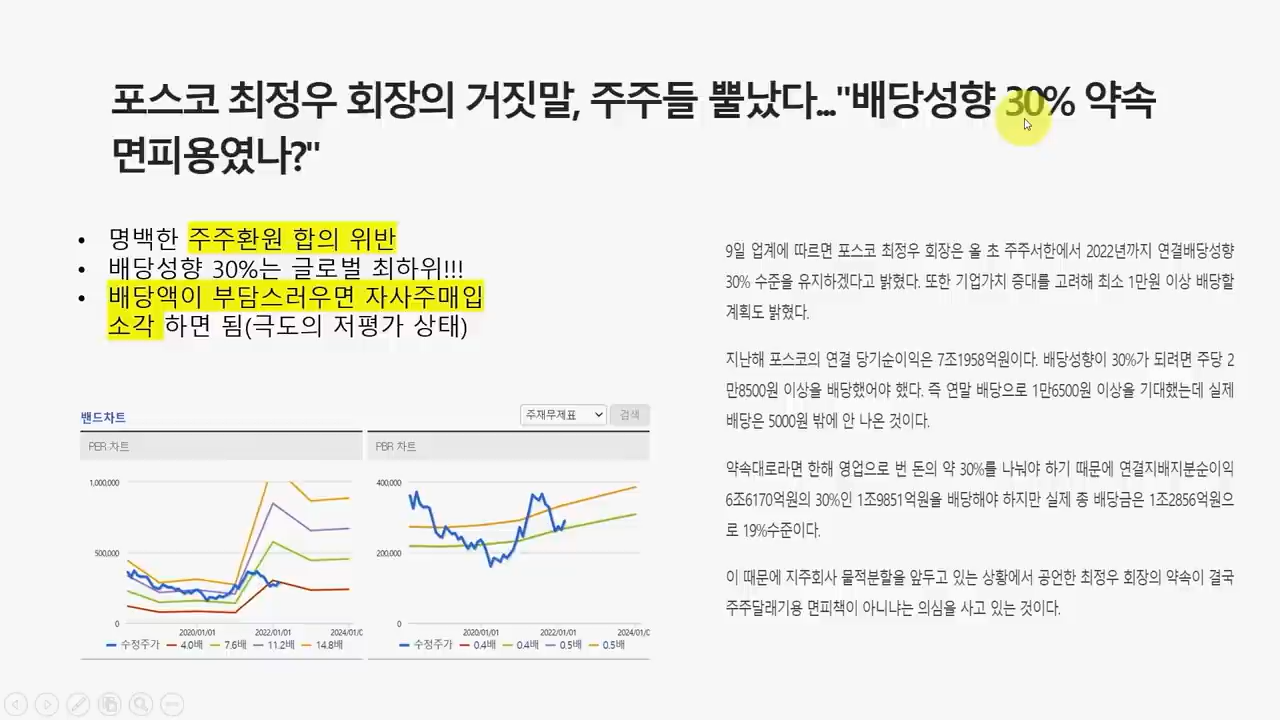 포스코 최정우 회장의 거짓말, 주주들 뿔났다..."배당성향 30% 약속
면피용였나?"
• 명백한 주주환원 합의 위반
• 배당성향 30%는 글로벌 최하위!!!
• 배당액이 부담스러우면 자사주매입
소각 하면 됨(극도의 저평가 상태)
9일 업계에 따르면 포스코 최정우 회장은 올 초 주주서한에서 2022년까지 연결배당성향
30% 수준을 유지하겠다고 밝혔다. 또한 기업가치 증대를 고려해 최소 1만원 이상 배당할
계획도 밝혔다.
지난해 포스코의 연결 당기순이익은 7조1958억원이다. 배당성향이 30%가 되려면 주당 2
만8500원 이상을 배당했어야 했다. 즉 연말 배당으로 1만6500원 이상을 기대했는데 실제
배당은 5000원 밖에 안 나온 것이다.
약속대로라면 한해 영업으로 번 돈의 약 30%를 나눠야 하기 때문에 연결지배지분순이익
6조6170억원의 30%인 1조9851억원을 배당해야 하지만 실제 총 배당금은 1조2856억원으
로 19%수준이다.
이 때문에 지주회사 물적분할을 앞두고 있는 상황에서 공언한 최정우 회장의 약속이 결국
주주달래기용 면피책이 아니냐는 의심을 사고 있는 것이다.
밴드차트
주재무제표 검색
PER 차트
1,000,000
500,000
0
2020/01/01 2022/01/01 2024/01/0
수정주가 4.0배 7.6배 11.2배 14.8배
PBR 차트
400,000
200,000
0
2020/01/01 2022/01/01 2024/01/0
수정주가 0.4배 0.4배 0.5배 0.5배